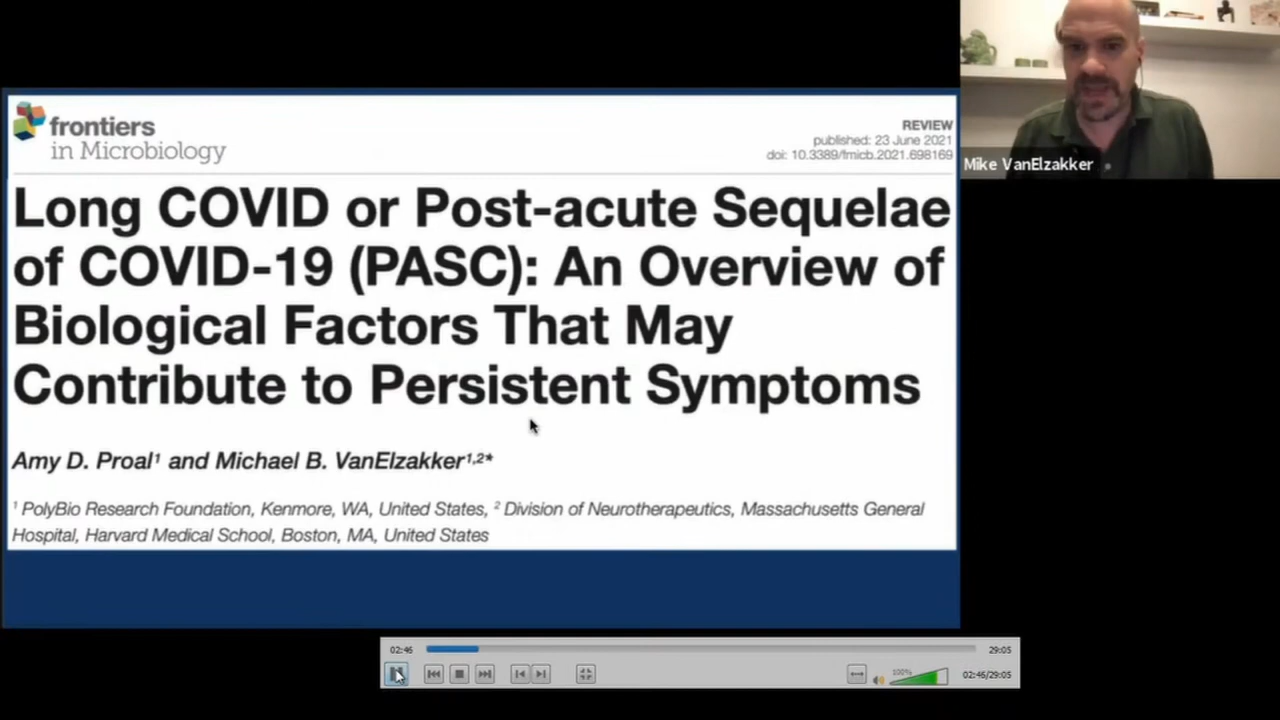 frontiers
in Microbiology
REVIEW
published: 23 June 2021
doi: 10.3389/fmicb.2021.698169
Long COVID or Post-acute Sequelae
of COVID-19 (PASC): An Overview of
Biological Factors That May
Contribute to Persistent Symptoms
Amy D. Proal¹ and Michael B. VanElzakker¹,²*
¹ PolyBio Research Foundation, Kenmore, WA, United States, ² Division of Neurotherapeutics, Massachusetts General
Hospital, Harvard Medical School, Boston, MA, United States
Mike VanElzakker
02:46
29:05
100%
02:46/29:05